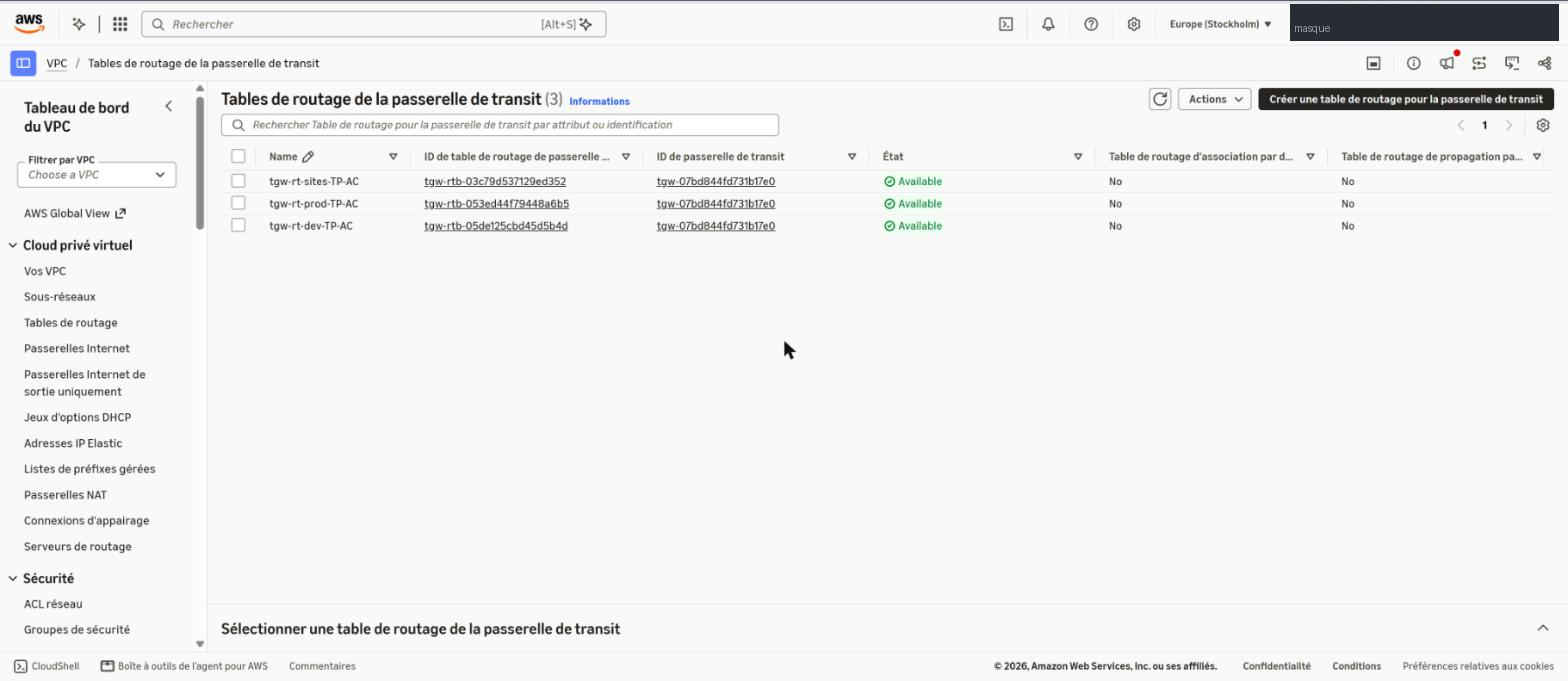 aws
Rechercher [Alt+S]
Europe (Stockholm)
masque
VPC / Tables de routage de la passerelle de transit
Tableau de bord du VPC
Filtrer par VPC
Choose a VPC
AWS Global View
Cloud privé virtuel
Vos VPC
Sous-réseaux
Tables de routage
Passerelles Internet
Passerelles Internet de sortie uniquement
Jeux d'options DHCP
Adresses IP Elastic
Listes de préfixes gérées
Passerelles NAT
Connexions d'appairage
Serveurs de routage
Sécurité
ACL réseau
Groupes de sécurité
Tables de routage de la passerelle de transit (3) Informations
Actions
Créer une table de routage pour la passerelle de transit
Rechercher Table de routage pour la passerelle de transit par attribut ou identification
1
Name ID de table de routage de passerelle ... ID de passerelle de transit État Table de routage d'association par d... Table de routage de propagation pa...
tgw-rt-sites-TP-AC tgw-rtb-03c79d537129ed352 tgw-07bd844fd731b17e0 Available No No
tgw-rt-prod-TP-AC tgw-rtb-053ed44f79448a6b5 tgw-07bd844fd731b17e0 Available No No
tgw-rt-dev-TP-AC tgw-rtb-05de125cbd45d5b4d tgw-07bd844fd731b17e0 Available No No
Sélectionner une table de routage de la passerelle de transit
CloudShell Boîte à outils de l'agent pour AWS Commentaires © 2026, Amazon Web Services, Inc. ou ses affiliés. Confidentialité Conditions Préférences relatives aux cookies